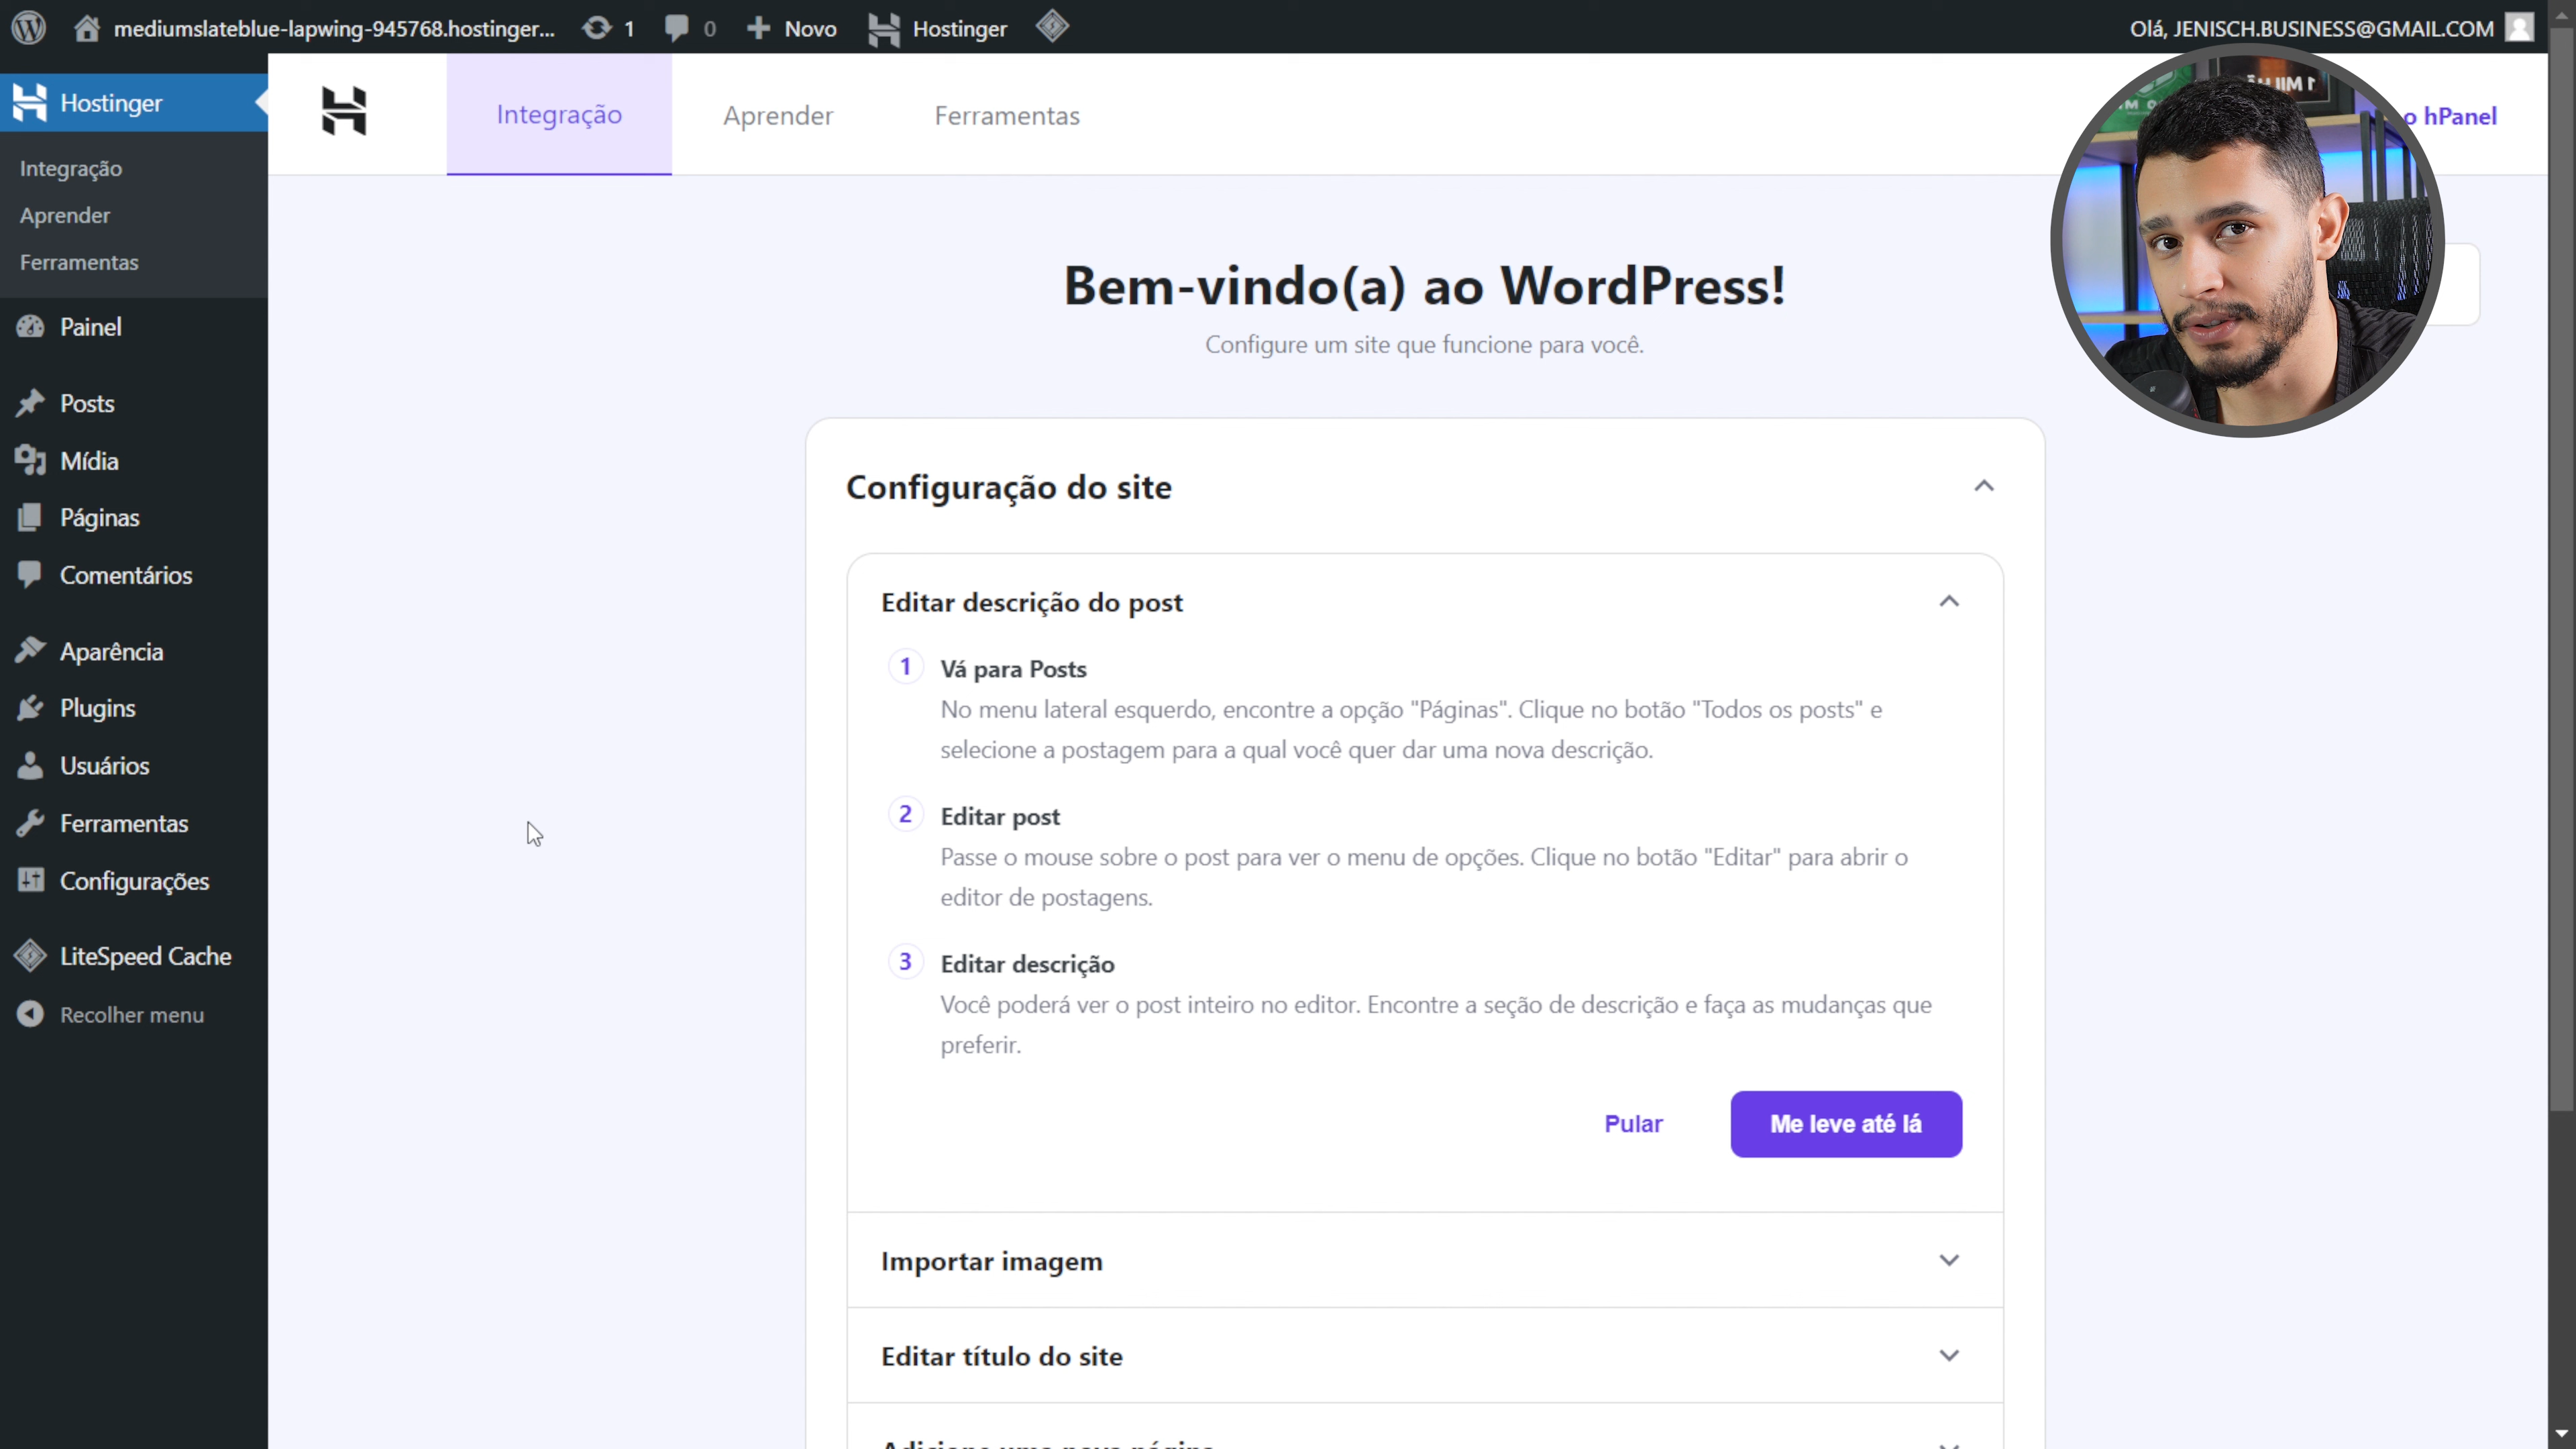 mediumslateblue-lapwing-945768.hostinger... 1 0 Novo Hostinger
Olá, JENISCH.BUSINESS@GMAIL.COM
Hostinger
Integração
Aprender
Ferramentas
Painel
Posts
Mídia
Páginas
Comentários
Aparência
Plugins
Usuários
Ferramentas
Configurações
LiteSpeed Cache
Recolher menu
Integração Aprender Ferramentas
o hPanel
Bem-vindo(a) ao WordPress!
Configure um site que funcione para você.
Configuração do site
Editar descrição do post
1 Vá para Posts
No menu lateral esquerdo, encontre a opção "Páginas". Clique no botão "Todos os posts" e
selecione a postagem para a qual você quer dar uma nova descrição.
2 Editar post
Passe o mouse sobre o post para ver o menu de opções. Clique no botão "Editar" para abrir o
editor de postagens.
3 Editar descrição
Você poderá ver o post inteiro no editor. Encontre a seção de descrição e faça as mudanças que
preferir.
Pular Me leve até lá
Importar imagem
Editar título do site
Adicione uma nova página